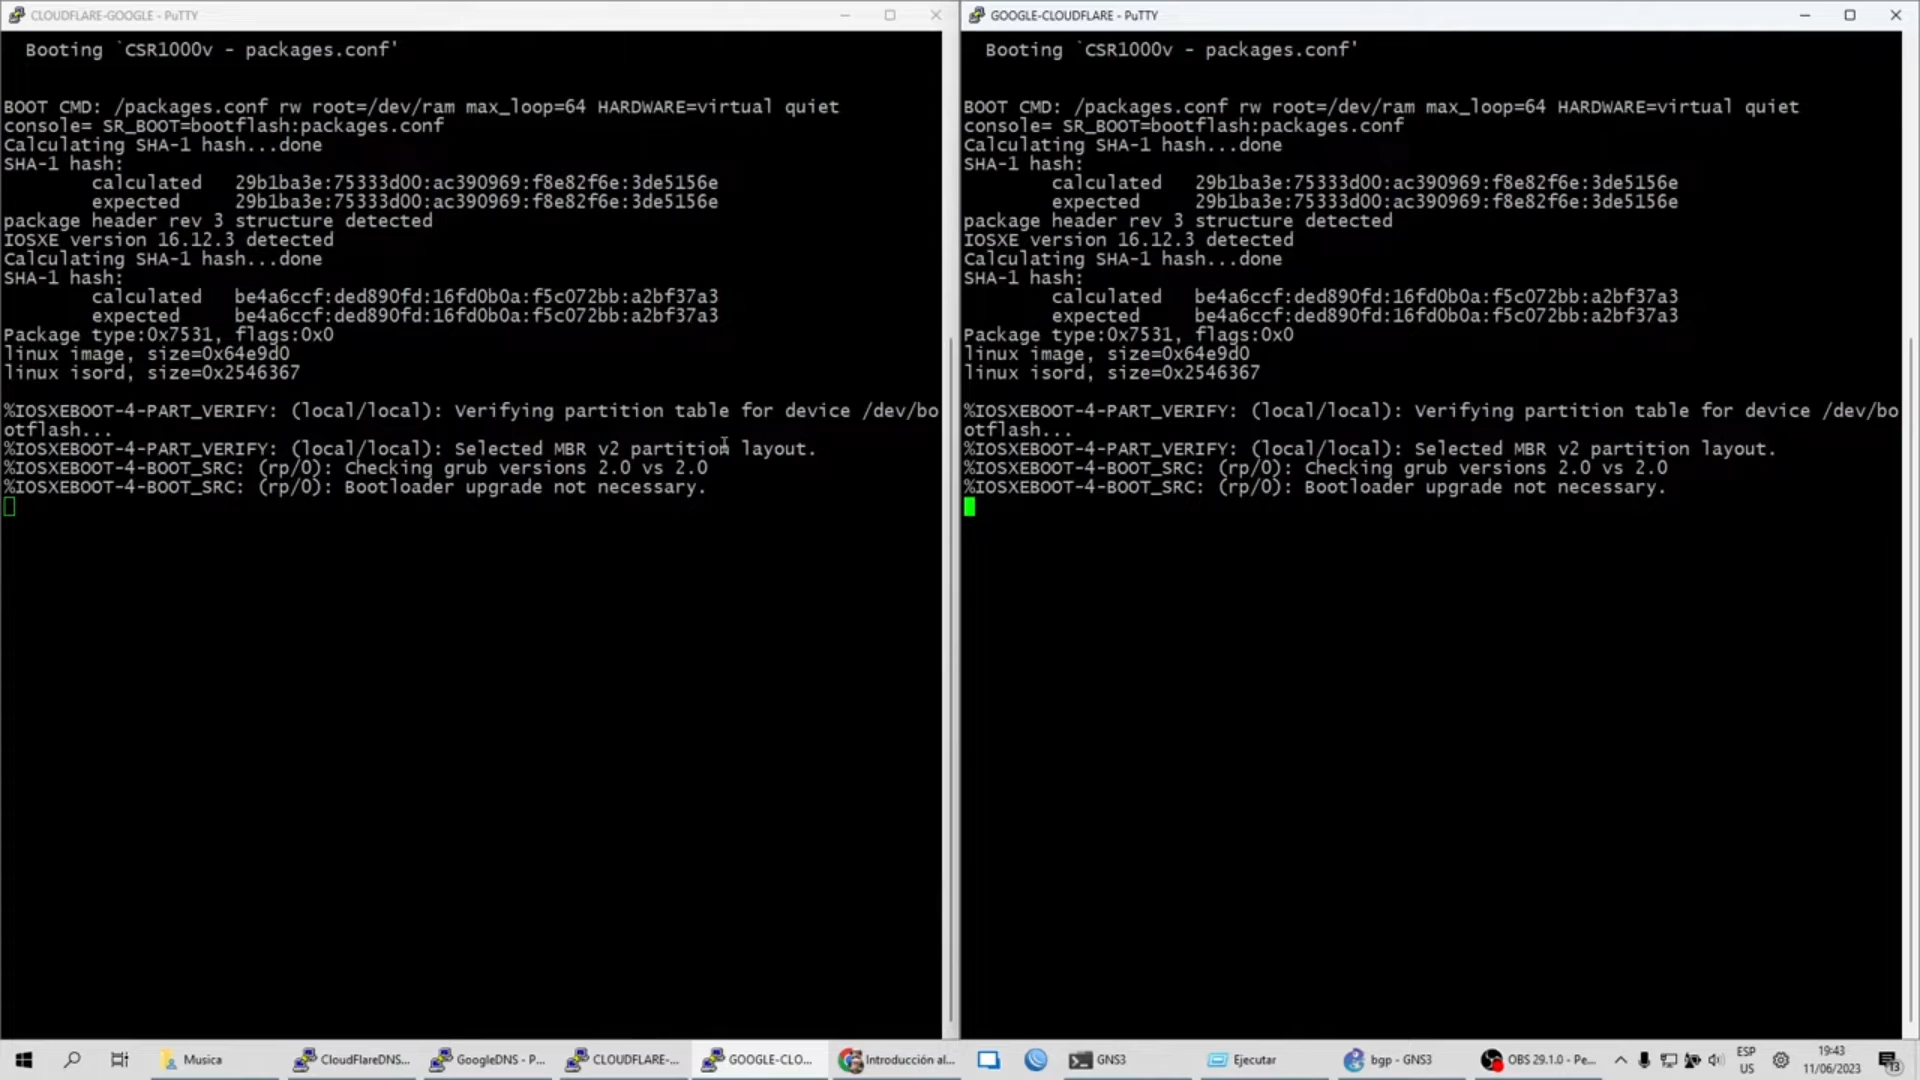 CLOUDFLARE-GOOGLE - PuTTY
Booting `CSR1000v - packages.conf'
BOOT CMD: /packages.conf rw root=/dev/ram max_loop=64 HARDWARE=virtual quiet
console= SR_BOOT=bootflash:packages.conf
Calculating SHA-1 hash...done
SHA-1 hash:
calculated 29b1ba3e:75333d00:ac390969:f8e82f6e:3de5156e
expected 29b1ba3e:75333d00:ac390969:f8e82f6e:3de5156e
package header rev 3 structure detected
IOSXE version 16.12.3 detected
Calculating SHA-1 hash...done
SHA-1 hash:
calculated be4a6ccf:ded890fd:16fd0b0a:f5c072bb:a2bf37a3
expected be4a6ccf:ded890fd:16fd0b0a:f5c072bb:a2bf37a3
Package type:0x7531, flags:0x0
linux image, size=0x64e9d0
linux isord, size=0x2546367
%IOSXEBOOT-4-PART_VERIFY: (local/local): Verifying partition table for device /dev/bo
otflash...
%IOSXEBOOT-4-PART_VERIFY: (local/local): Selected MBR v2 partition layout.
%IOSXEBOOT-4-BOOT_SRC: (rp/0): Checking grub versions 2.0 vs 2.0
%IOSXEBOOT-4-BOOT_SRC: (rp/0): Bootloader upgrade not necessary.
GOOGLE-CLOUDFLARE - PuTTY
Booting `CSR1000v - packages.conf'
BOOT CMD: /packages.conf rw root=/dev/ram max_loop=64 HARDWARE=virtual quiet
console= SR_BOOT=bootflash:packages.conf
Calculating SHA-1 hash...done
SHA-1 hash:
calculated 29b1ba3e:75333d00:ac390969:f8e82f6e:3de5156e
expected 29b1ba3e:75333d00:ac390969:f8e82f6e:3de5156e
package header rev 3 structure detected
IOSXE version 16.12.3 detected
Calculating SHA-1 hash...done
SHA-1 hash:
calculated be4a6ccf:ded890fd:16fd0b0a:f5c072bb:a2bf37a3
expected be4a6ccf:ded890fd:16fd0b0a:f5c072bb:a2bf37a3
Package type:0x7531, flags:0x0
linux image, size=0x64e9d0
linux isord, size=0x2546367
%IOSXEBOOT-4-PART_VERIFY: (local/local): Verifying partition table for device /dev/bo
otflash...
%IOSXEBOOT-4-PART_VERIFY: (local/local): Selected MBR v2 partition layout.
%IOSXEBOOT-4-BOOT_SRC: (rp/0): Checking grub versions 2.0 vs 2.0
%IOSXEBOOT-4-BOOT_SRC: (rp/0): Bootloader upgrade not necessary.
Musica
CloudFlareDNS...
GoogleDNS - P...
CLOUDFLARE-...
GOOGLE-CLO...
Introducción al...
GNS3
Ejecutar
bgp - GNS3
OBS 29.1.0 - Pe...
ESP
US
19:43
11/06/2023
13